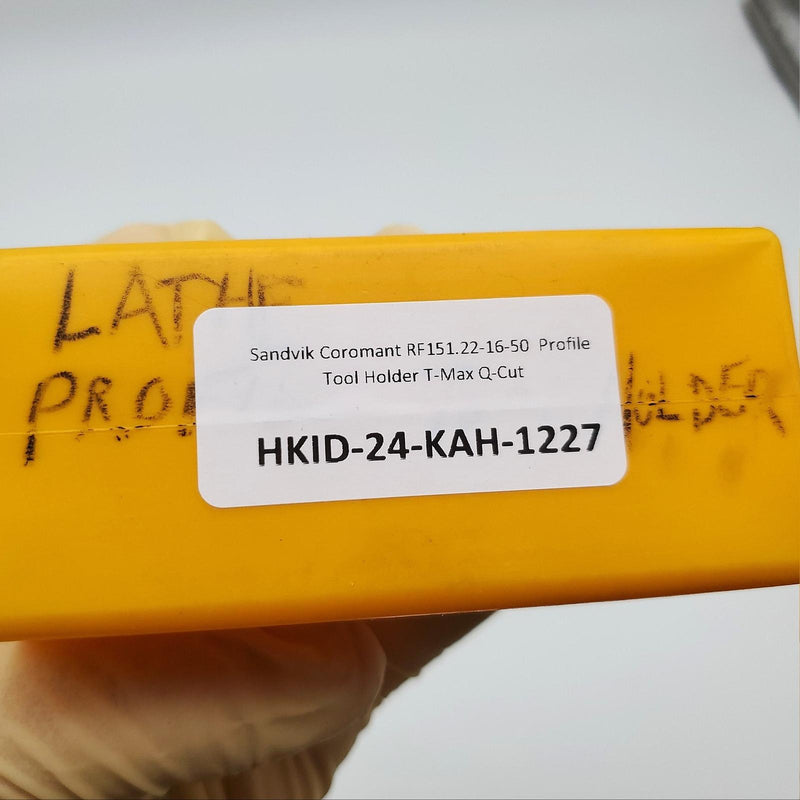 LATHE
Sandvik Coromant RF151.22-16-50 Profile
Tool Holder T-Max Q-Cut
HKID-24-KAH-1227